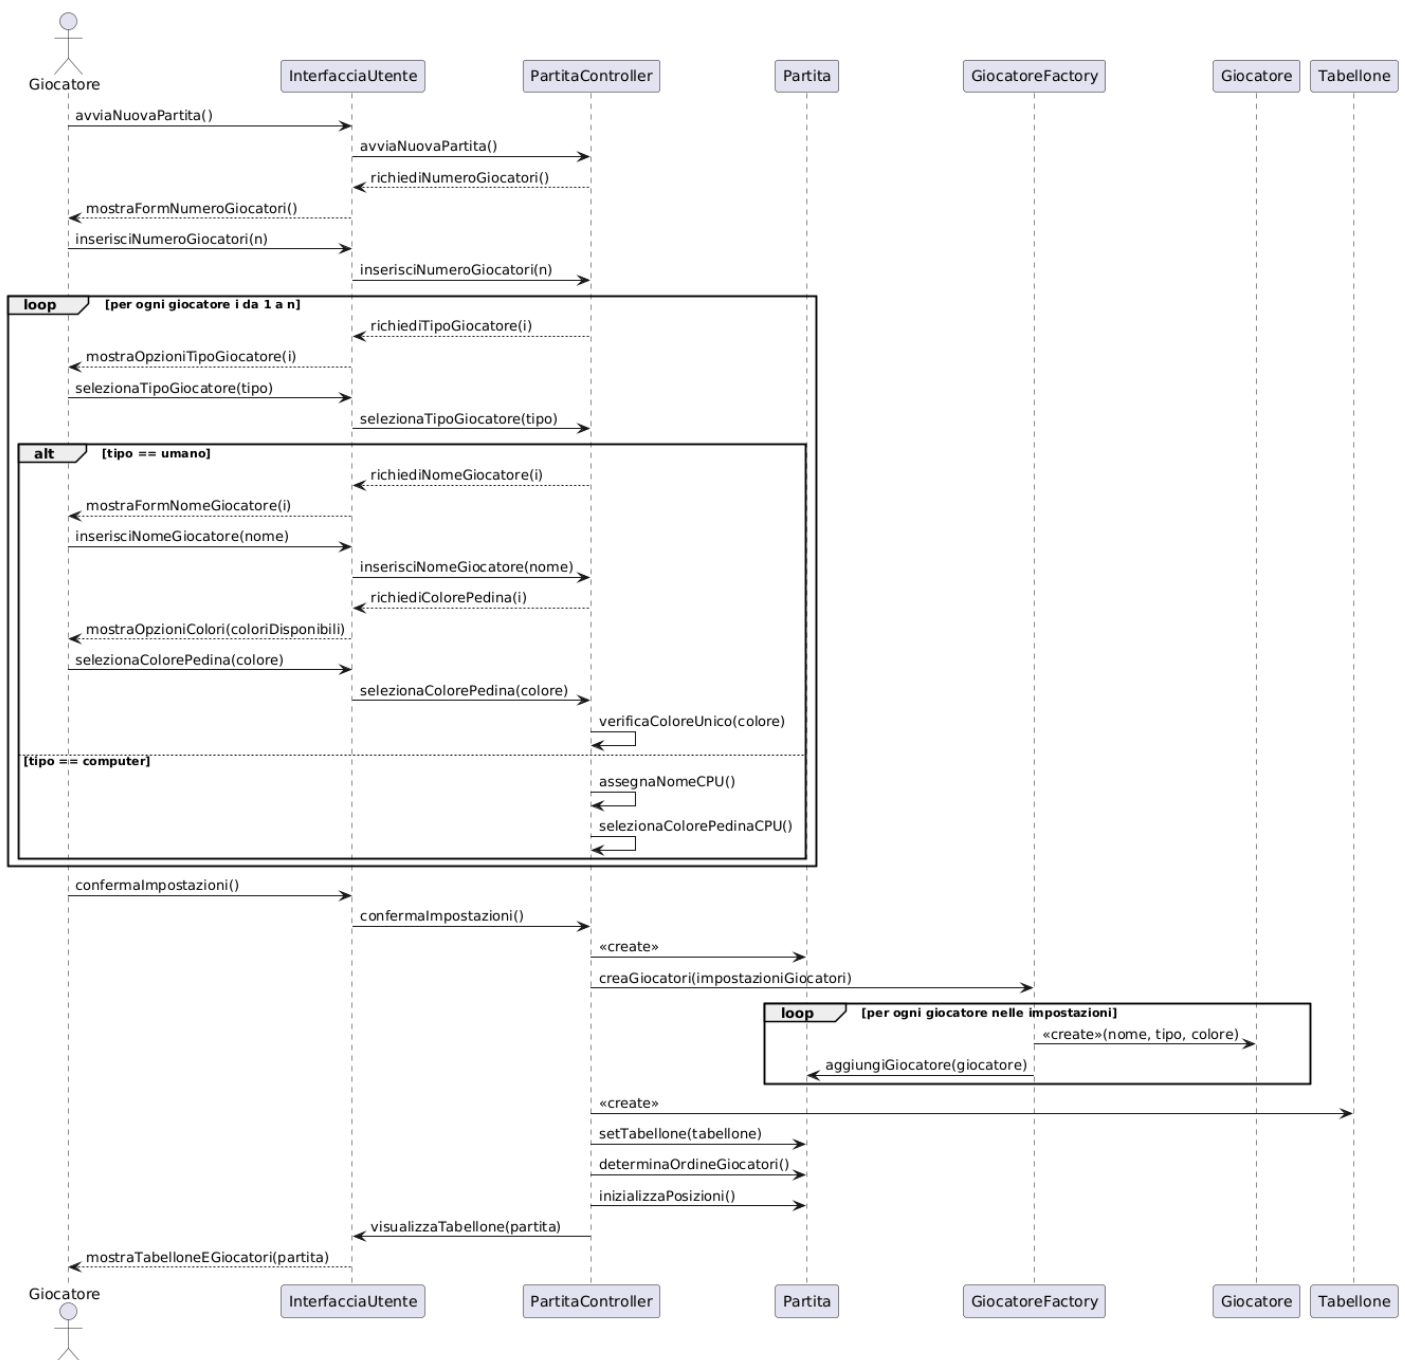 Giocatore
InterfacciaUtente
PartitaController
Partita
GiocatoreFactory
Giocatore
Tabellone
avviaNuovaPartita()
avviaNuovaPartita()
richiediNumeroGiocatori()
mostraFormNumeroGiocatori()
inserisciNumeroGiocatori(n)
inserisciNumeroGiocatori(n)
loop [per ogni giocatore i da 1 a n]
richiediTipoGiocatore(i)
mostraOpzioniTipoGiocatore(i)
selezionaTipoGiocatore(tipo)
selezionaTipoGiocatore(tipo)
alt [tipo == umano]
richiediNomeGiocatore(i)
mostraFormNomeGiocatore(i)
inserisciNomeGiocatore(nome)
inserisciNomeGiocatore(nome)
richiediColorePedina(i)
mostraOpzioniColori(coloriDisponibili)
selezionaColorePedina(colore)
selezionaColorePedina(colore)
verificaColoreUnico(colore)
[tipo == computer]
assegnaNomeCPU()
selezionaColorePedinaCPU()
confermaImpostazioni()
confermaImpostazioni()
«create»
creaGiocatori(impostazioniGiocatori)
loop [per ogni giocatore nelle impostazioni]
«create»(nome, tipo, colore)
aggiungiGiocatore(giocatore)
«create»
setTabellone(tabellone)
determinaOrdineGiocatori()
inizializzaPosizioni()
visualizzaTabellone(partita)
mostraTabelloneEGiocatori(partita)
Giocatore
InterfacciaUtente
PartitaController
Partita
GiocatoreFactory
Giocatore
Tabellone